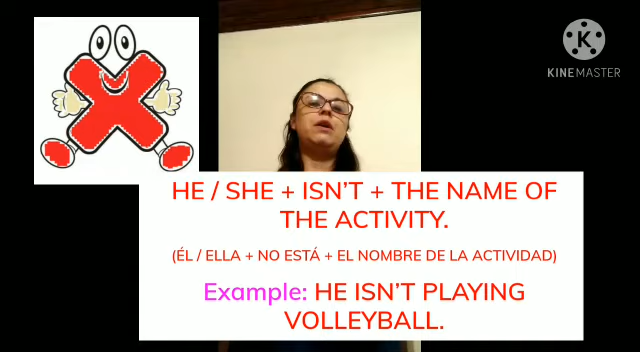 KINEMASTER
HE / SHE + ISN'T + THE NAME OF
THE ACTIVITY.
(ÉL / ELLA + NO ESTÁ + EL NOMBRE DE LA ACTIVIDAD)
Example: HE ISN'T PLAYING
VOLLEYBALL.